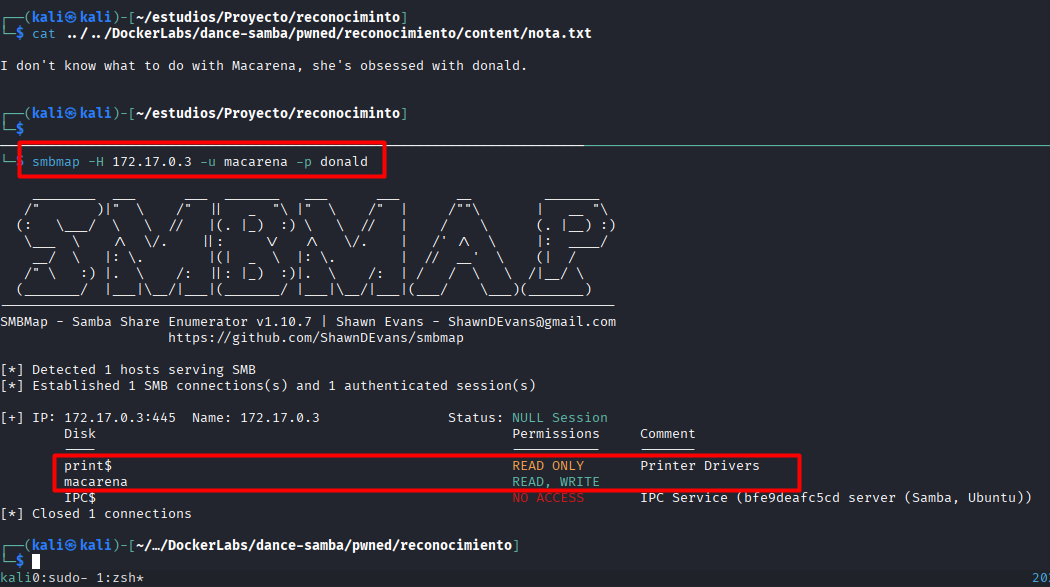 ┌──(kali㉿kali)-[~/estudios/Proyecto/reconociminto]
└─$ cat ../../DockerLabs/dance-samba/pwned/reconocimiento/content/nota.txt
I don't know what to do with Macarena, she's obsessed with donald.
┌──(kali㉿kali)-[~/estudios/Proyecto/reconociminto]
└─$
└─$ smbmap -H 172.17.0.3 -u macarena -p donald
SMBMAP
SMBMap - Samba Share Enumerator v1.10.7 | Shawn Evans - ShawnDEvans@gmail.com
https://github.com/ShawnDEvans/smbmap
[*] Detected 1 hosts serving SMB
[*] Established 1 SMB connections(s) and 1 authenticated session(s)
[+] IP: 172.17.0.3:445 Name: 172.17.0.3 Status: NULL Session
Disk Permissions Comment
---- ----------- -------
print$ READ ONLY Printer Drivers
macarena READ, WRITE
IPC$ NO ACCESS IPC Service (bfe9deafc5cd server (Samba, Ubuntu))
[*] Closed 1 connections
┌──(kali㉿kali)-[~/…/DockerLabs/dance-samba/pwned/reconocimiento]
└─$
kali0:sudo- 1:zsh*